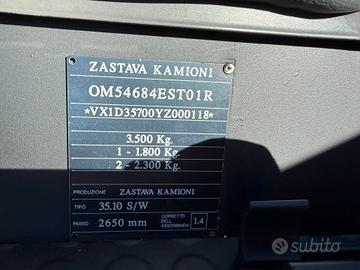 ZASTAVA KAMIONI
OM54684EST01R
*VX1D35700YZ000118*
3.500 Kg.
1 - 1.800 Kg.
2 - 2.300 Kg.
PRODUZIONE ZASTAVA KAMIONI
TIPO 35.10 S/W
PASSO 2650 mm CORRETTO DELL ASSORBIMEN. 1.4
subito